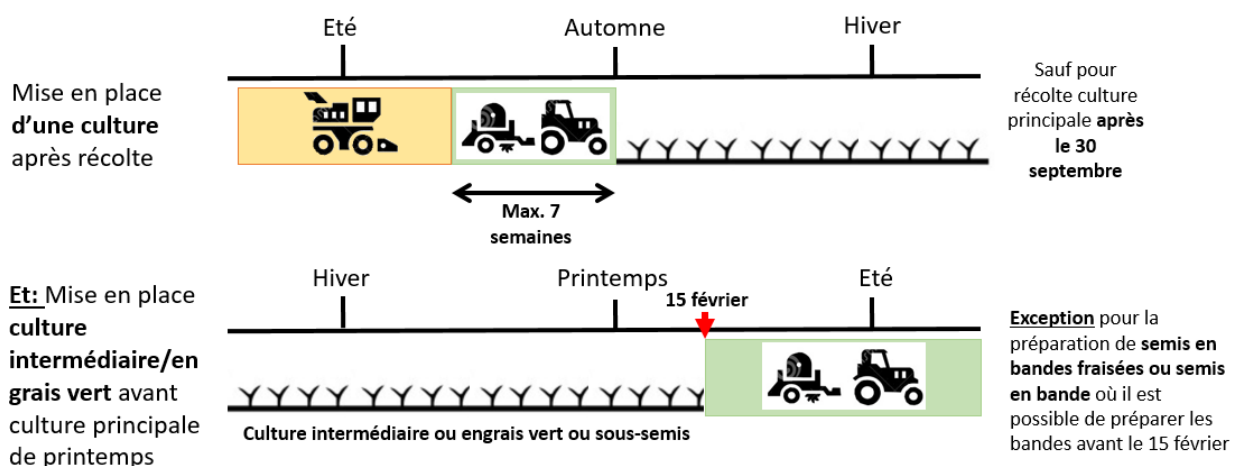 Eté
Automne
Hiver
Mise en place
d'une culture
après récolte
Sauf pour
récolte culture
principale après
le 30
septembre
Max. 7
semaines
Hiver
Printemps
Eté
15 février
Et: Mise en place
culture
intermédiaire/en
grais vert avant
culture principale
de printemps
Exception pour la
préparation de semis en
bandes fraisées ou semis
en bande où il est
possible de préparer les
bandes avant le 15 février
Culture intermédiaire ou engrais vert ou sous-semis